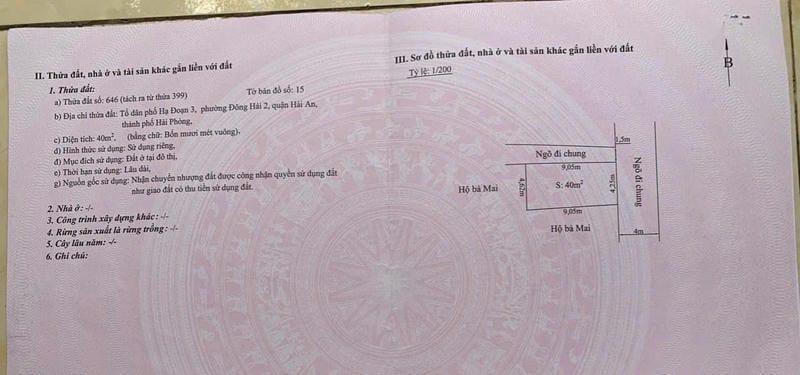 II. Thửa đất, nhà ở và tài sản khác gắn liền với đất
1. Thửa đất:
a) Thửa đất số: 646 (tách ra từ thửa 399) Tờ bản đồ số: 15
b) Địa chỉ thửa đất: Tổ dân phố Hạ Đoạn 3, phường Đông Hải 2, quận Hải An,
thành phố Hải Phòng,
c) Diện tích: 40m², (bằng chữ: Bốn mươi mét vuông),
d) Hình thức sử dụng: Sử dụng riêng,
đ) Mục đích sử dụng: Đất ở tại đô thị,
e) Thời hạn sử dụng: Lâu dài,
g) Nguồn gốc sử dụng: Nhận chuyển nhượng đất được công nhận quyền sử dụng đất
như giao đất có thu tiền sử dụng đất.
2. Nhà ở: -/-
3. Công trình xây dựng khác: -/-
4. Rừng sản xuất là rừng trồng: -/-
5. Cây lâu năm: -/-
6. Ghi chú:
III. Sơ đồ thửa đất, nhà ở và tài sản khác gắn liền với đất
Tỷ lệ: 1/200
B
1,5m
Ngõ đi chung
9,05m
Hộ bà Mai
4,62m
S: 40m²
4,25m
Ngõ đi chung
9,05m
Hộ bà Mai
4m